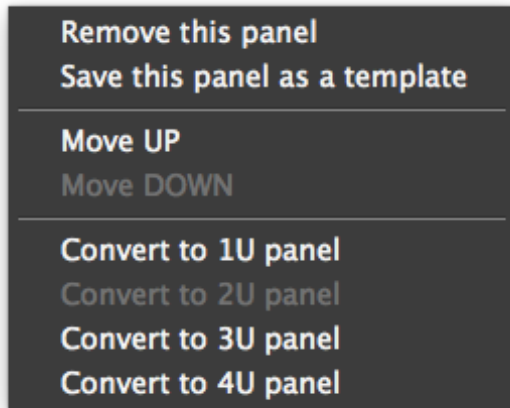 Remove this panel
Save this panel as a template
Move UP
Move DOWN
Convert to 1U panel
Convert to 2U panel
Convert to 3U panel
Convert to 4U panel